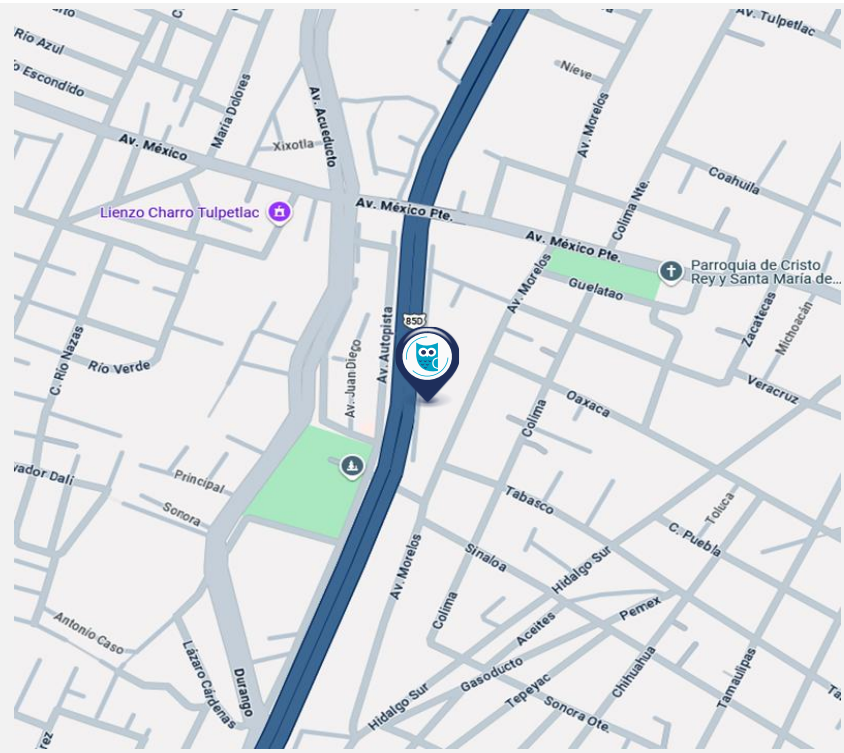 Río Azul
Escondido
María Dolores
Av. México
Xixotla
Av. Acueducto
Lienzo Charro Tulpetlac
Av. Tulpetlac
Nieve
Av. Morelos
Coahuila
Colima Nte.
Av. México Pte.
Av. México Pte.
Parroquia de Cristo
Rey y Santa María de...
Guelatao
Av. Morelos
Zacatecas
Michoacán
85D
Av. Autopista
Av. Juan Diego
C. Río Nazas
Río Verde
Veracruz
Oaxaca
Colima
vador Dalí
Principal
Sonora
Tabasco
Toluca
C. Puebla
Sinaloa
Hidalgo Sur
Av. Morelos
Colima
Pemex
Aceites
Antonio Caso
Lázaro Cárdenas
Durango
Gasoducto
Chihuahua
Tamaulipas
Tepeyac
Hidalgo Sur
Sonora Ote.
Ta
rez